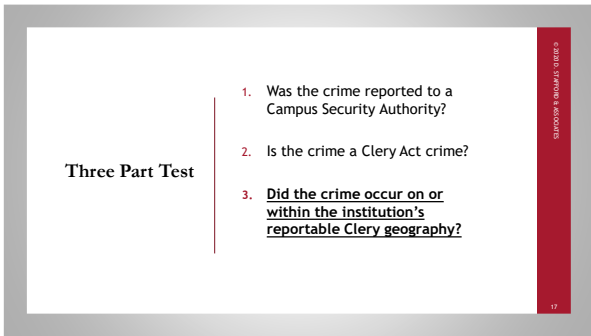 Three Part Test
1. Was the crime reported to a
Campus Security Authority?
2. Is the crime a Clery Act crime?
3. Did the crime occur on or
within the institution's
reportable Clery geography?
© 2020 D. STAFFORD & ASSOCIATES
17